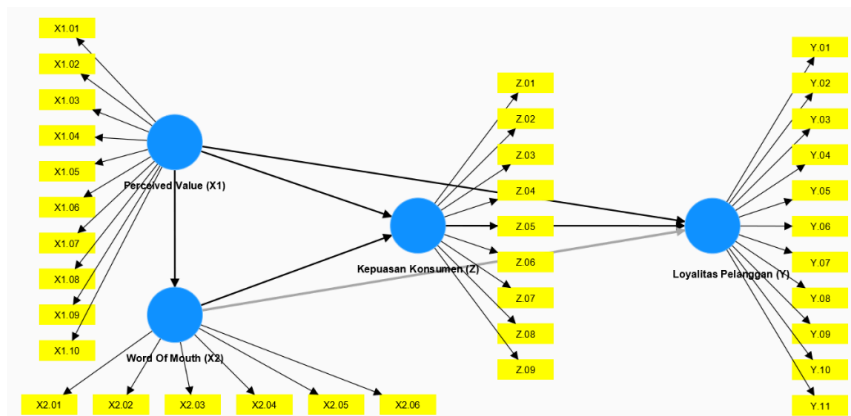 X1.01
X1.02
X1.03
X1.04
X1.05
X1.06
X1.07
X1.08
X1.09
X1.10
Perceived Value (X1)
Word Of Mouth (X2)
X2.01
X2.02
X2.03
X2.04
X2.05
X2.06
Z.01
Z.02
Z.03
Z.04
Z.05
Z.06
Z.07
Z.08
Z.09
Kepuasan Konsumen (Z)
Y.01
Y.02
Y.03
Y.04
Y.05
Y.06
Y.07
Y.08
Y.09
Y.10
Y.11
Loyalitas Pelanggan (Y)